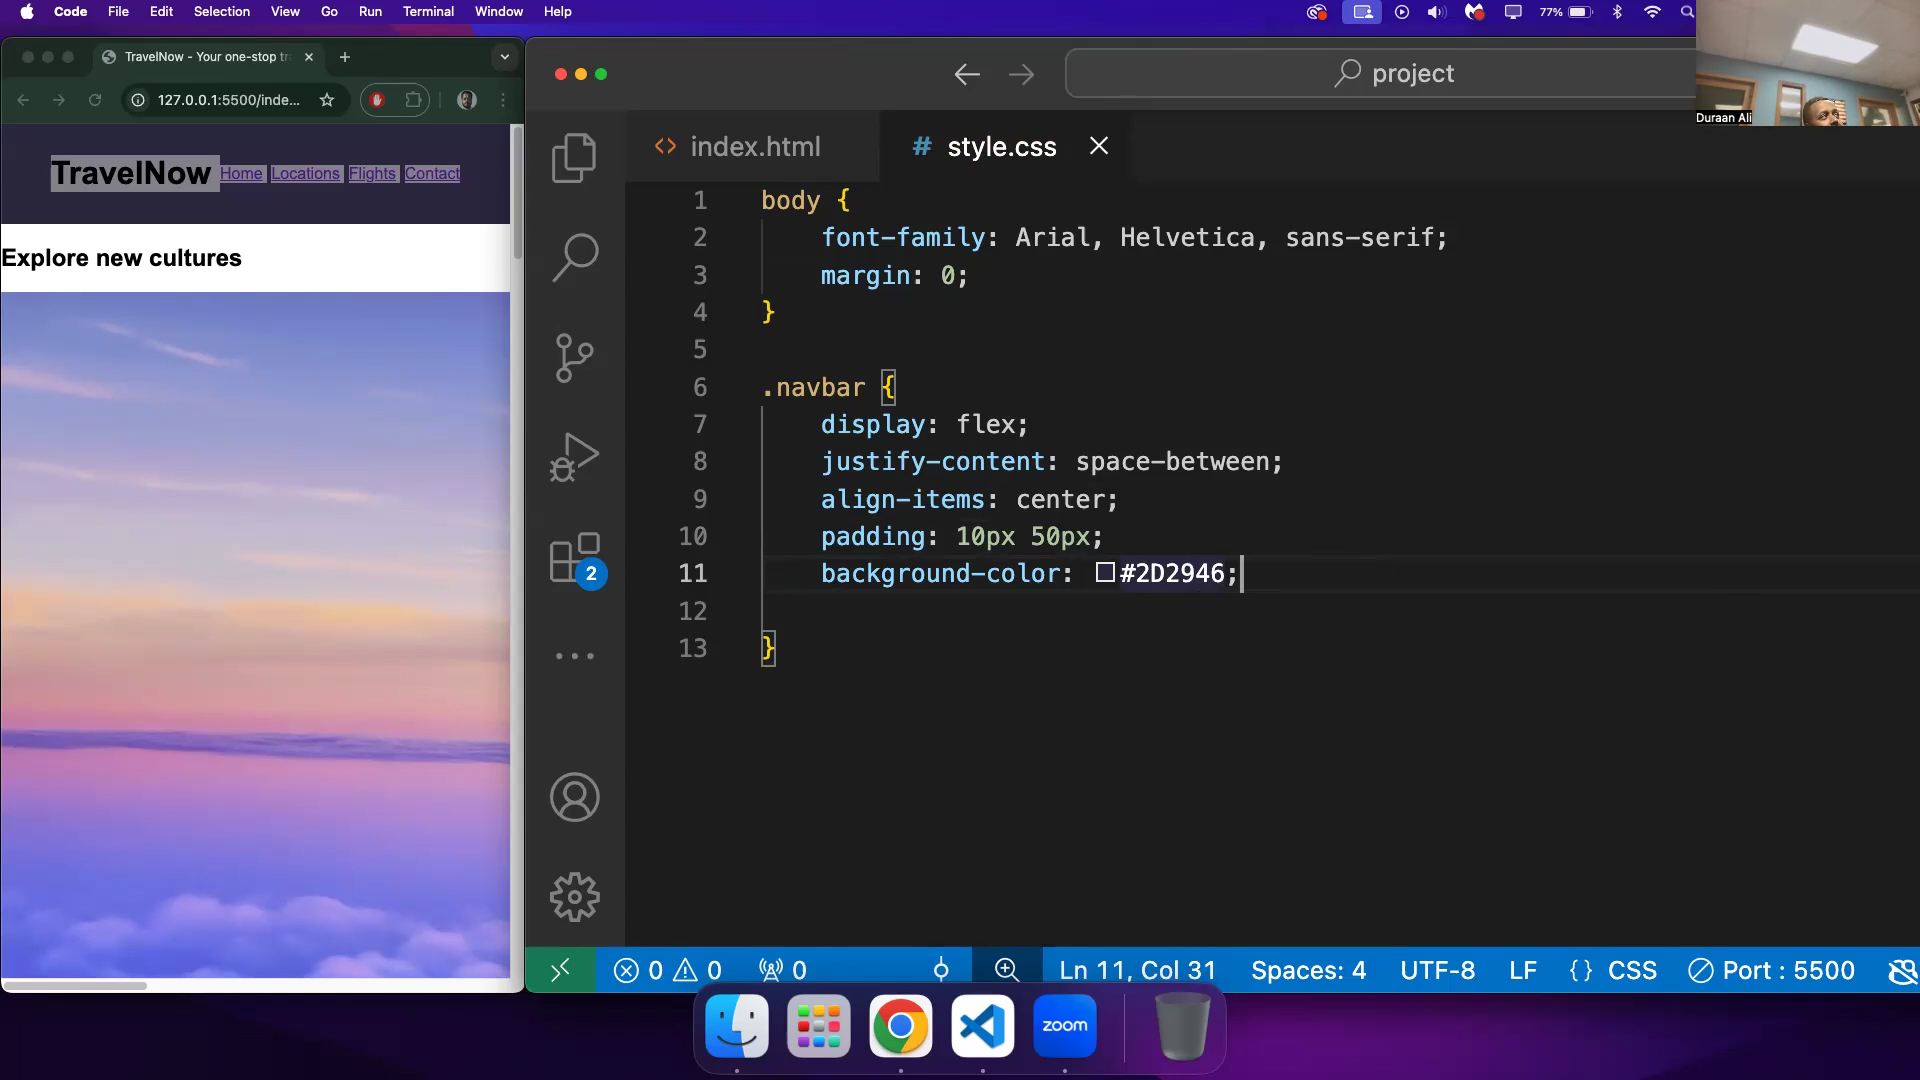 Code File Edit Selection View Go Run Terminal Window Help 77%
TravelNow - Your one-stop tr
127.0.0.1:5500/inde...
project
Duraan Ali
TravelNow Home Locations Flights Contact
Explore new cultures
index.html
# style.css
1 body {
2 font-family: Arial, Helvetica, sans-serif;
3 margin: 0;
4 }
5
6 .navbar {
7 display: flex;
8 justify-content: space-between;
9 align-items: center;
10 padding: 10px 50px;
11 background-color: #2D2946;
12
13 }
2
0 0 0 Ln 11, Col 31 Spaces: 4 UTF-8 LF {} CSS Port : 5500
zoom